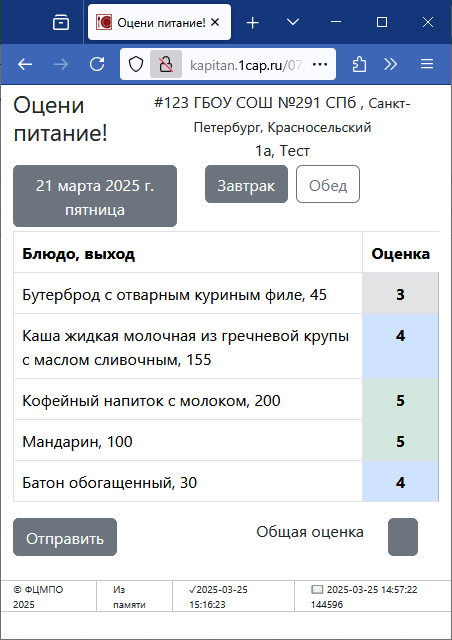 Оцени питание!
kapitan.1cap.ru/07
Оцени питание!
#123 ГБОУ СОШ №291 СПб , Санкт-
Петербург, Красносельский
1а, Тест
21 марта 2025 г.
пятница
Завтрак
Обед
Блюдо, выход Оценка
Бутерброд с отварным куриным филе, 45 3
Каша жидкая молочная из гречневой крупы 4
с маслом сливочным, 155
Кофейный напиток с молоком, 200 5
Мандарин, 100 5
Батон обогащенный, 30 4
Отправить
Общая оценка
© ФЦМПО
2025
Из
памяти
✓2025-03-25
15:16:23
2025-03-25 14:57:22
144596